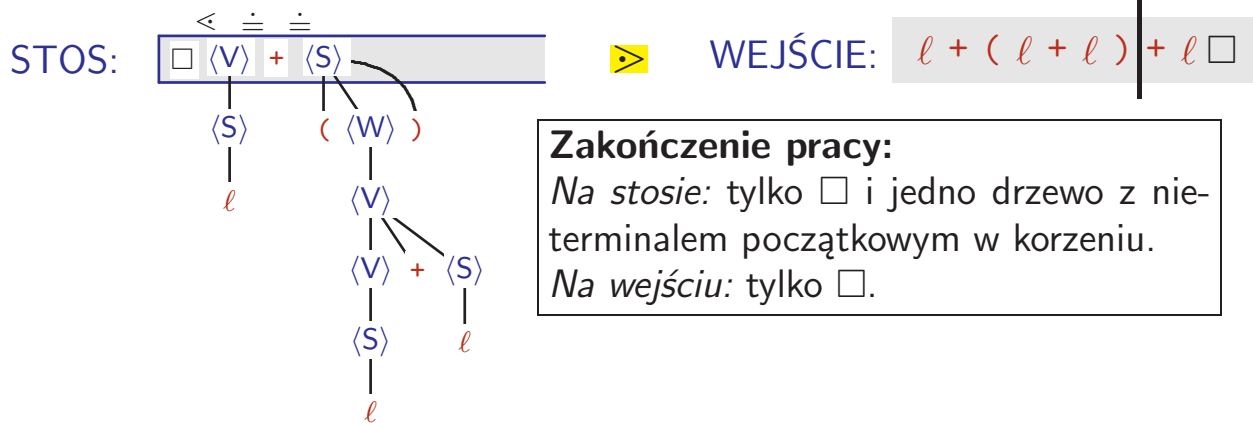 ⋖ ≐ ≐
STOS: □ ⟨V⟩ + ⟨S⟩ ⋗ WEJŚCIE: ℓ + ( ℓ + ℓ ) + ℓ □
⟨S⟩ ( ⟨W⟩ )
ℓ ⟨V⟩
⟨V⟩ + ⟨S⟩
⟨S⟩ ℓ
ℓ
Zakończenie pracy:
Na stosie: tylko □ i jedno drzewo z nie-
terminalem początkowym w korzeniu.
Na wejściu: tylko □.